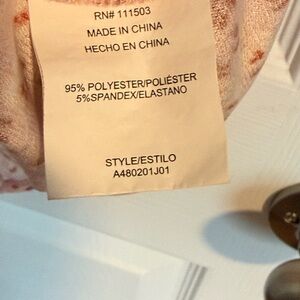 RN# 111503
MADE IN CHINA
HECHO EN CHINA
95% POLYESTER/POLIÉSTER
5%SPANDEX/ELASTANO
STYLE/ESTILO
A480201J01